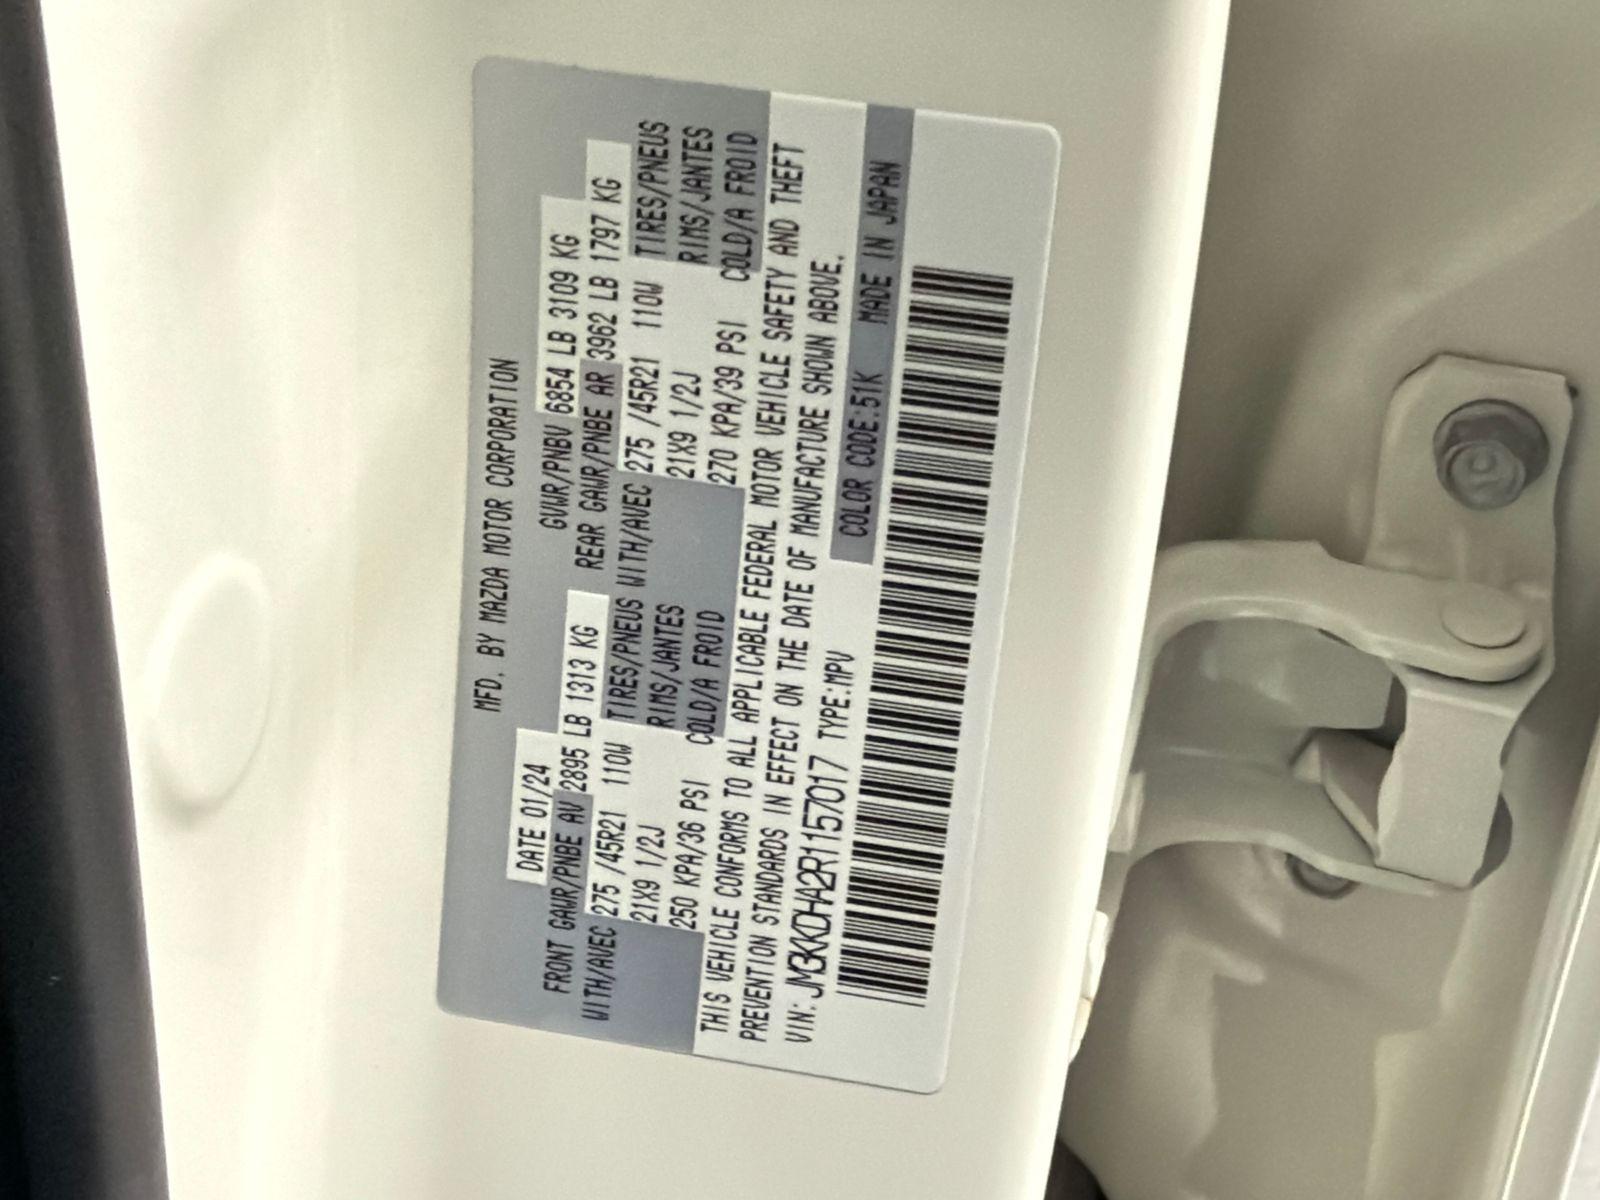 MFD. BY MAZDA MOTOR CORPORATION
DATE 01/24 GVWR/PNBV 6854 LB 3109 KG
FRONT GAWR/PNBE AV 2895 LB 1313 KG REAR GAWR/PNBE AR 3962 LB 1797 KG
WITH/AVEC 275 /45R21 110W TIRES/PNEUS WITH/AVEC 275 /45R21 110W TIRES/PNEUS
21X9 1/2J RIMS/JANTES 21X9 1/2J RIMS/JANTES
250 KPA/36 PSI COLD/A FROID 270 KPA/39 PSI COLD/A FROID
THIS VEHICLE CONFORMS TO ALL APPLICABLE FEDERAL MOTOR VEHICLE SAFETY AND THEFT
PREVENTION STANDARDS IN EFFECT ON THE DATE OF MANUFACTURE SHOWN ABOVE.
VIN: JM3KKDHA2R1157017 TYPE:MPV COLOR CODE:51K MADE IN JAPAN